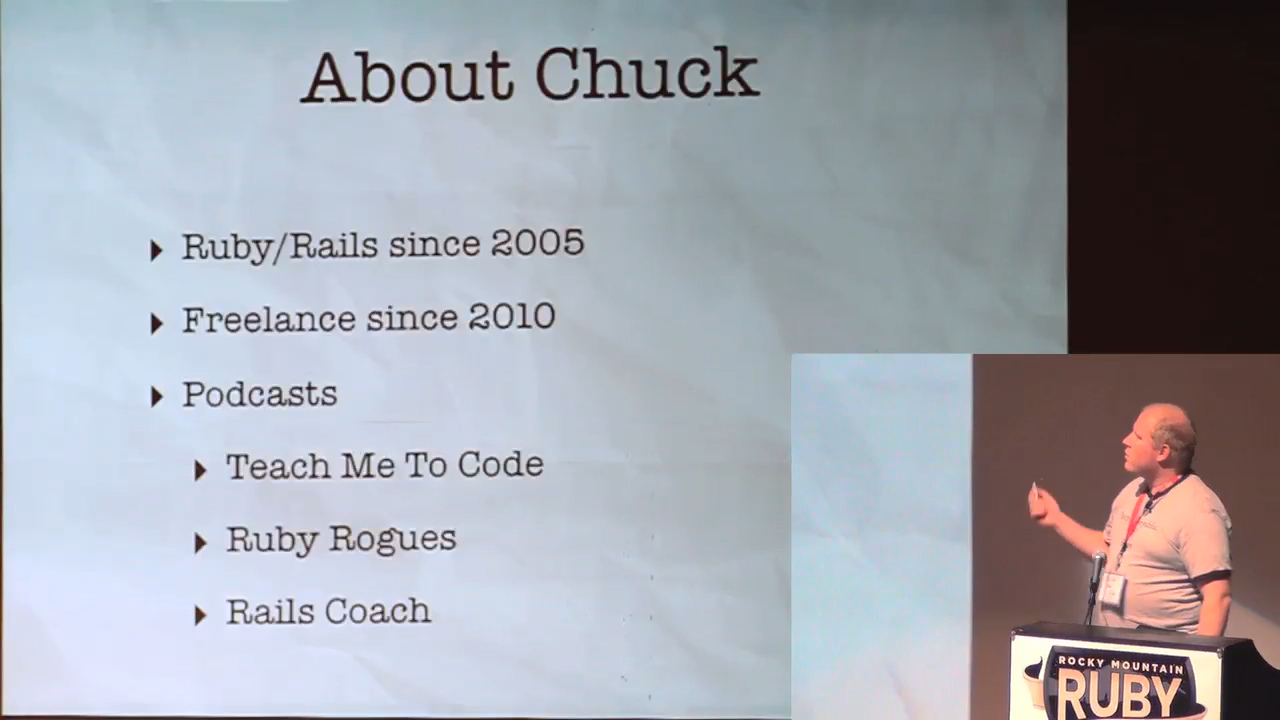 About Chuck
Ruby/Rails since 2005
Freelance since 2010
Podcasts
Teach Me To Code
Ruby Rogues
Rails Coach
ROCKY MOUNTAIN
RUBY